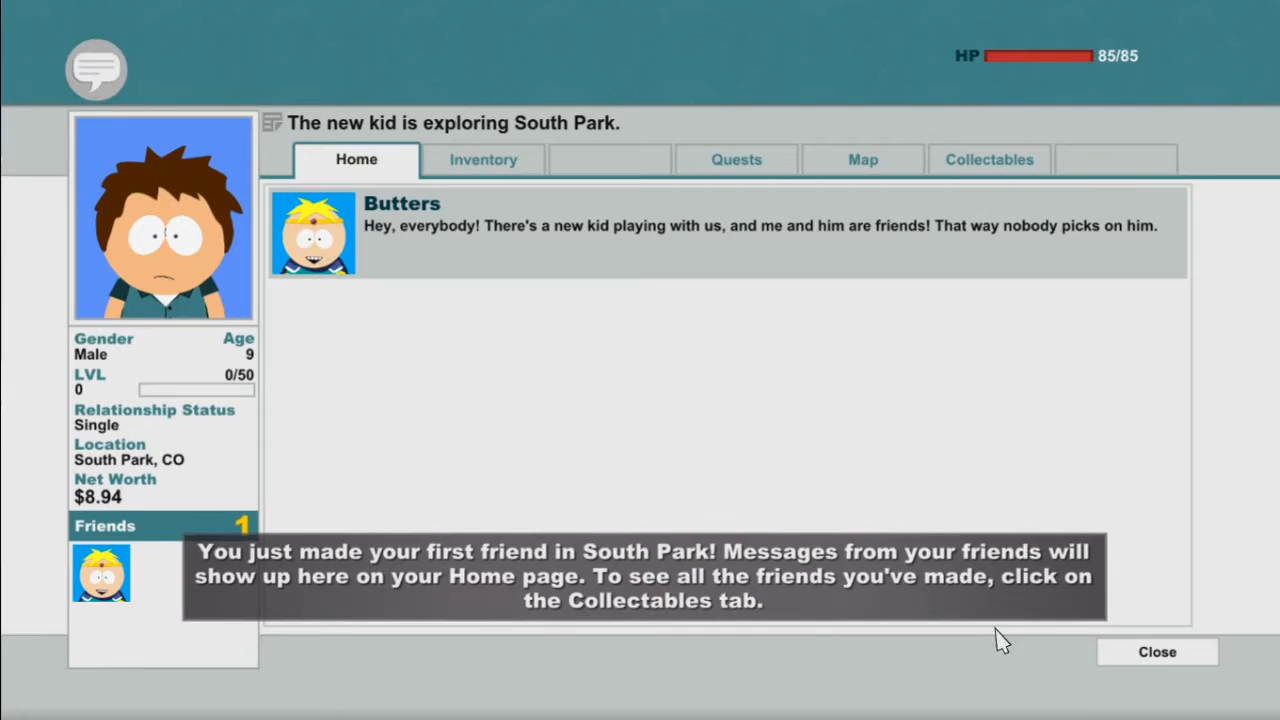 HP 85/85
The new kid is exploring South Park.
Home Inventory Quests Map Collectables
Butters
Hey, everybody! There's a new kid playing with us, and me and him are friends! That way nobody picks on him.
Gender Age
Male 9
LVL 0/50
0
Relationship Status
Single
Location
South Park, CO
Net Worth
$8.94
Friends 1
You just made your first friend in South Park! Messages from your friends will
show up here on your Home page. To see all the friends you've made, click on
the Collectables tab.
Close